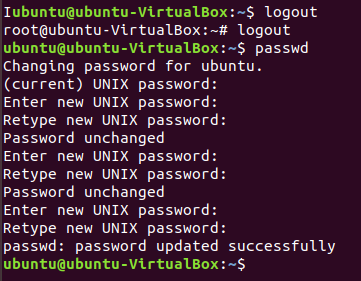 Iubuntu@ubuntu-VirtualBox:~$ logout
root@ubuntu-VirtualBox:~# logout
ubuntu@ubuntu-VirtualBox:~$ passwd
Changing password for ubuntu.
(current) UNIX password:
Enter new UNIX password:
Retype new UNIX password:
Password unchanged
Enter new UNIX password:
Retype new UNIX password:
Password unchanged
Enter new UNIX password:
Retype new UNIX password:
passwd: password updated successfully
ubuntu@ubuntu-VirtualBox:~$